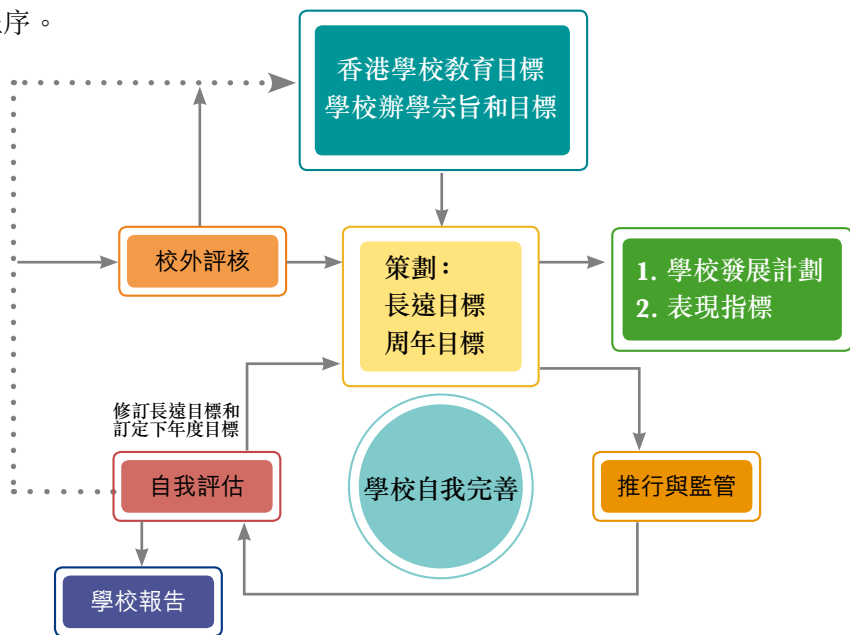 序。
香港學校教育目標
學校辦學宗旨和目標
校外評核
策劃：
長遠目標
周年目標
1. 學校發展計劃
2. 表現指標
修訂長遠目標和
訂定下年度目標
自我評估
學校自我完善
推行與監管
學校報告